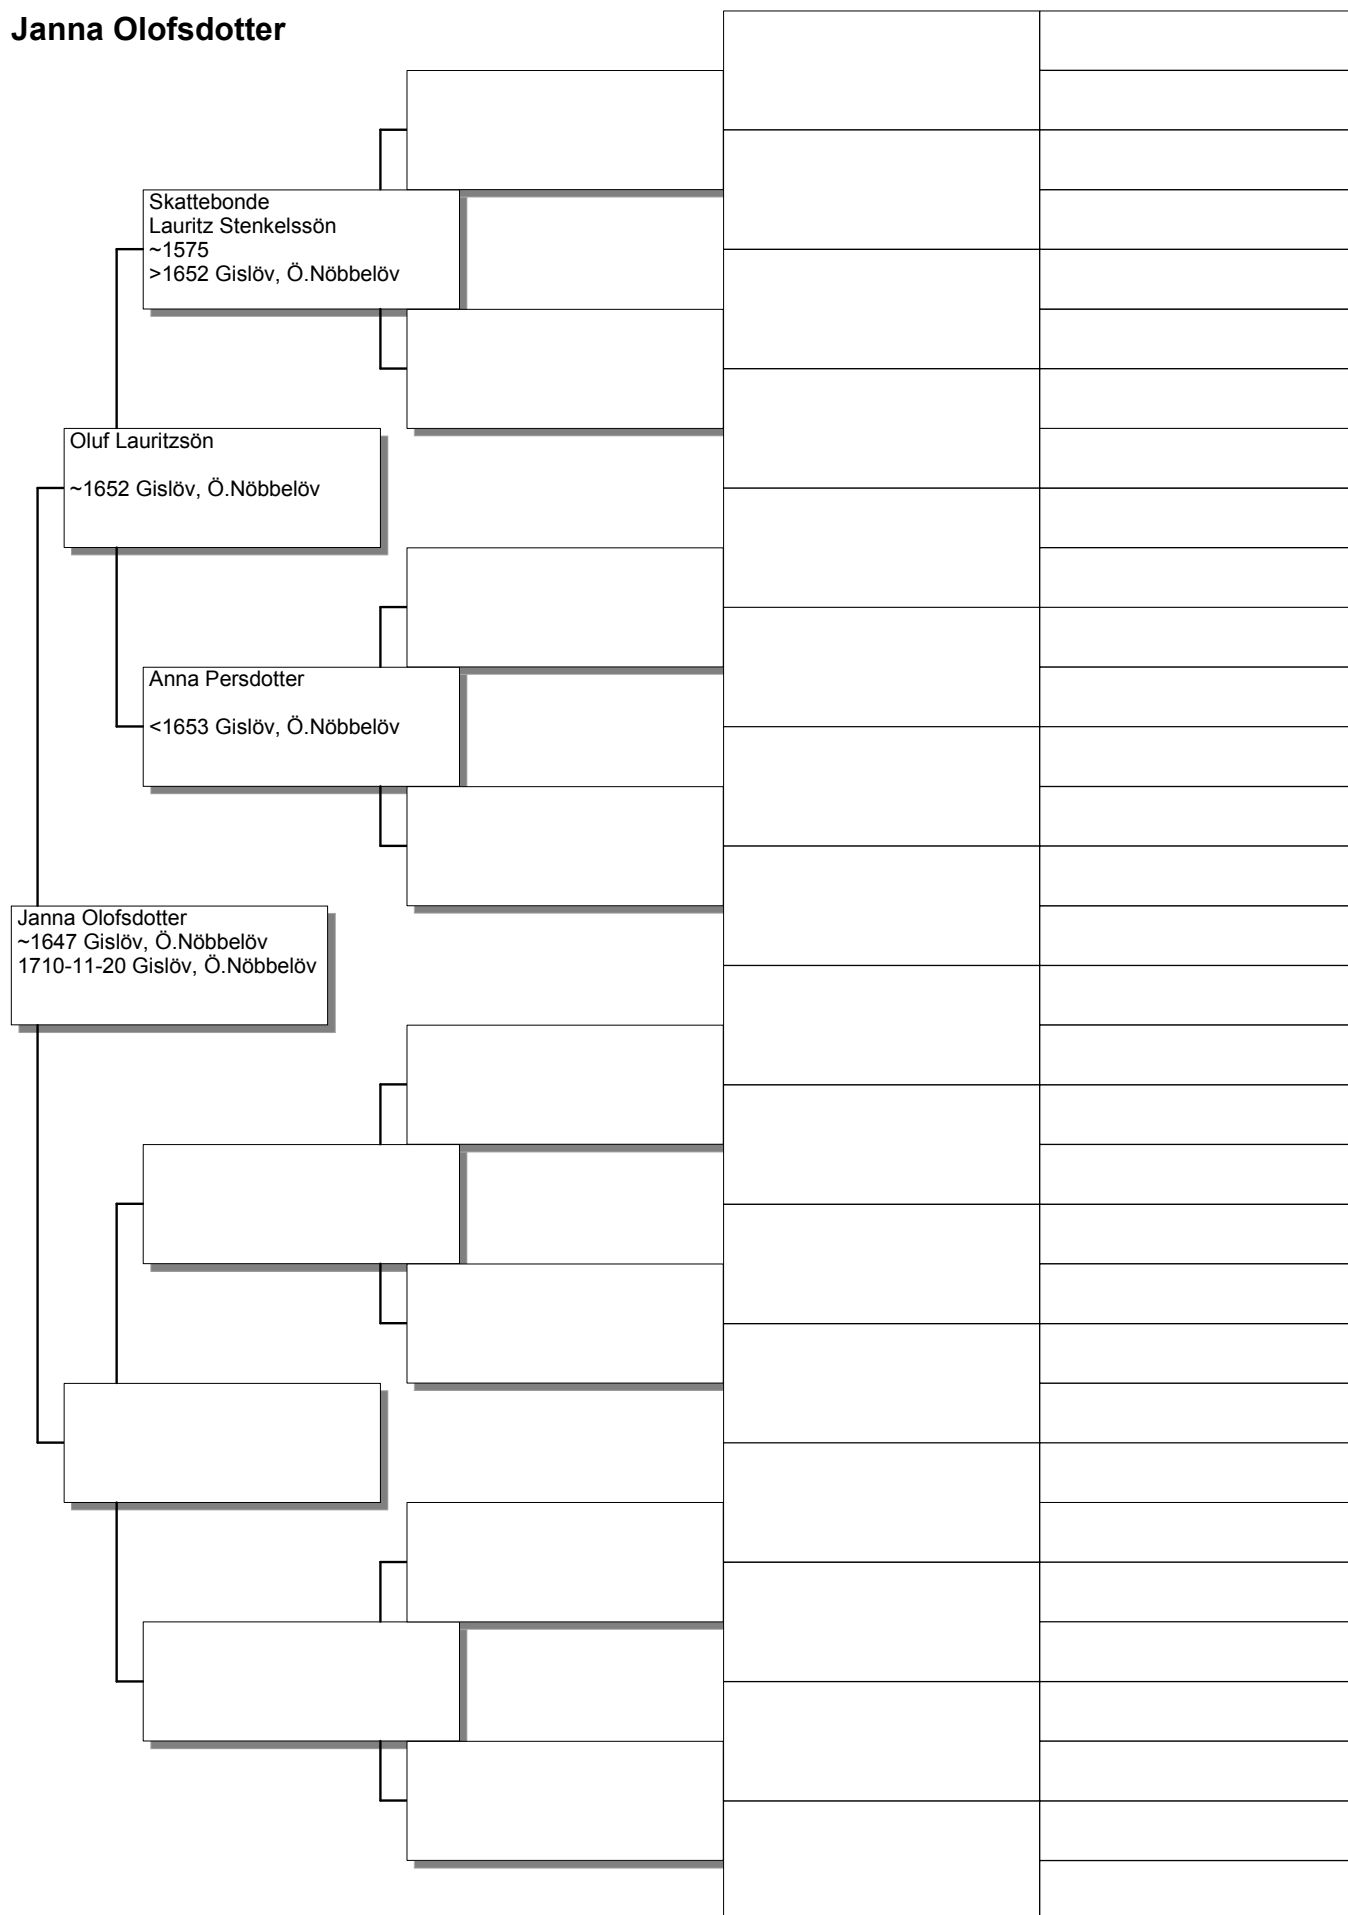 Janna Olofsdotter
Skattebonde
Lauritz Stenkelssön
~1575
>1652 Gislöv, Ö.Nöbbelöv
Oluf Lauritzsön
~1652 Gislöv, Ö.Nöbbelöv
Anna Persdotter
<1653 Gislöv, Ö.Nöbbelöv
Janna Olofsdotter
~1647 Gislöv, Ö.Nöbbelöv
1710-11-20 Gislöv, Ö.Nöbbelöv